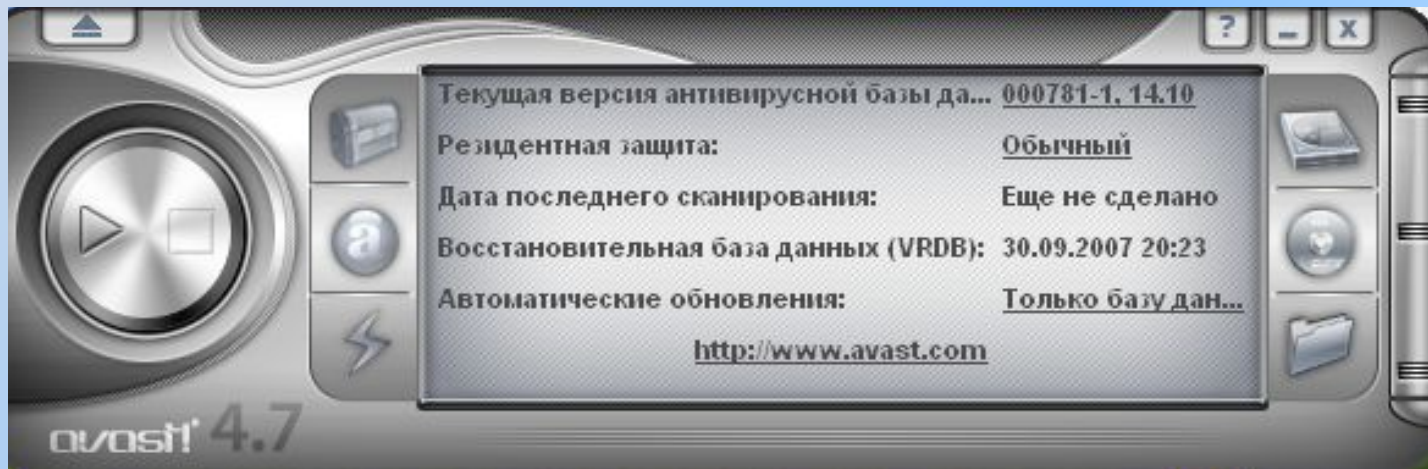 ?
x
Текущая версия антивирусной базы да... 000781-1, 14.10
Резидентная защита: Обычный
Дата последнего сканирования: Еще не сделано
Восстановительная база данных (VRDB): 30.09.2007 20:23
Автоматические обновления: Только базу дан...
http://www.avast.com
a
avast! 4.7